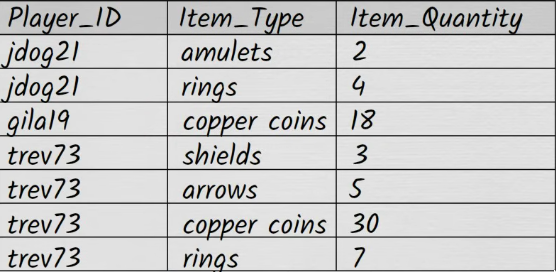 Player_ID Item_Type Item_Quantity
jdog21 amulets 2
jdog21 rings 4
gila19 copper coins 18
trev73 shields 3
trev73 arrows 5
trev73 copper coins 30
trev73 rings 7